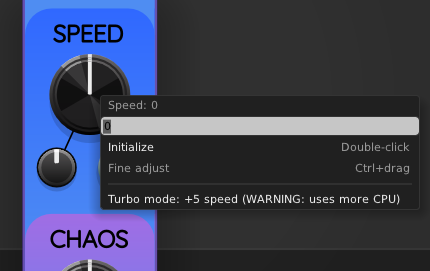 SPEED
Speed: 0
0
Initialize Double-click
Fine adjust Ctrl+drag
Turbo mode: +5 speed (WARNING: uses more CPU)
CHAOS